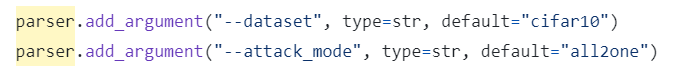 parser.add_argument("--dataset", type=str, default="cifar10")
parser.add_argument("--attack_mode", type=str, default="all2one")